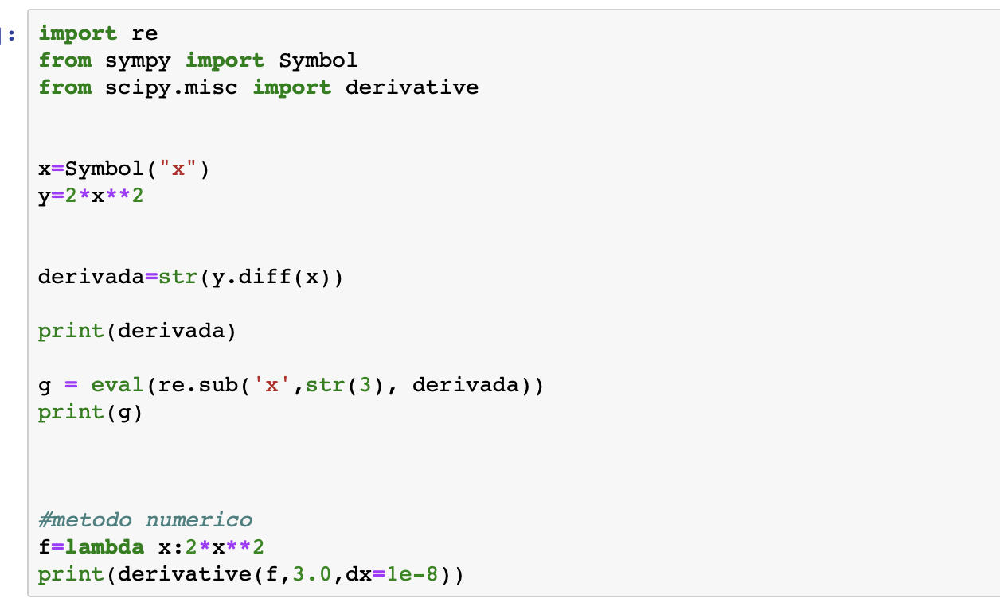 ]:
import re
from sympy import Symbol
from scipy.misc import derivative
x=Symbol("x")
y=2*x**2
derivada=str(y.diff(x))
print(derivada)
g = eval(re.sub('x',str(3), derivada))
print(g)
#metodo numerico
f=lambda x:2*x**2
print(derivative(f,3.0,dx=1e-8))